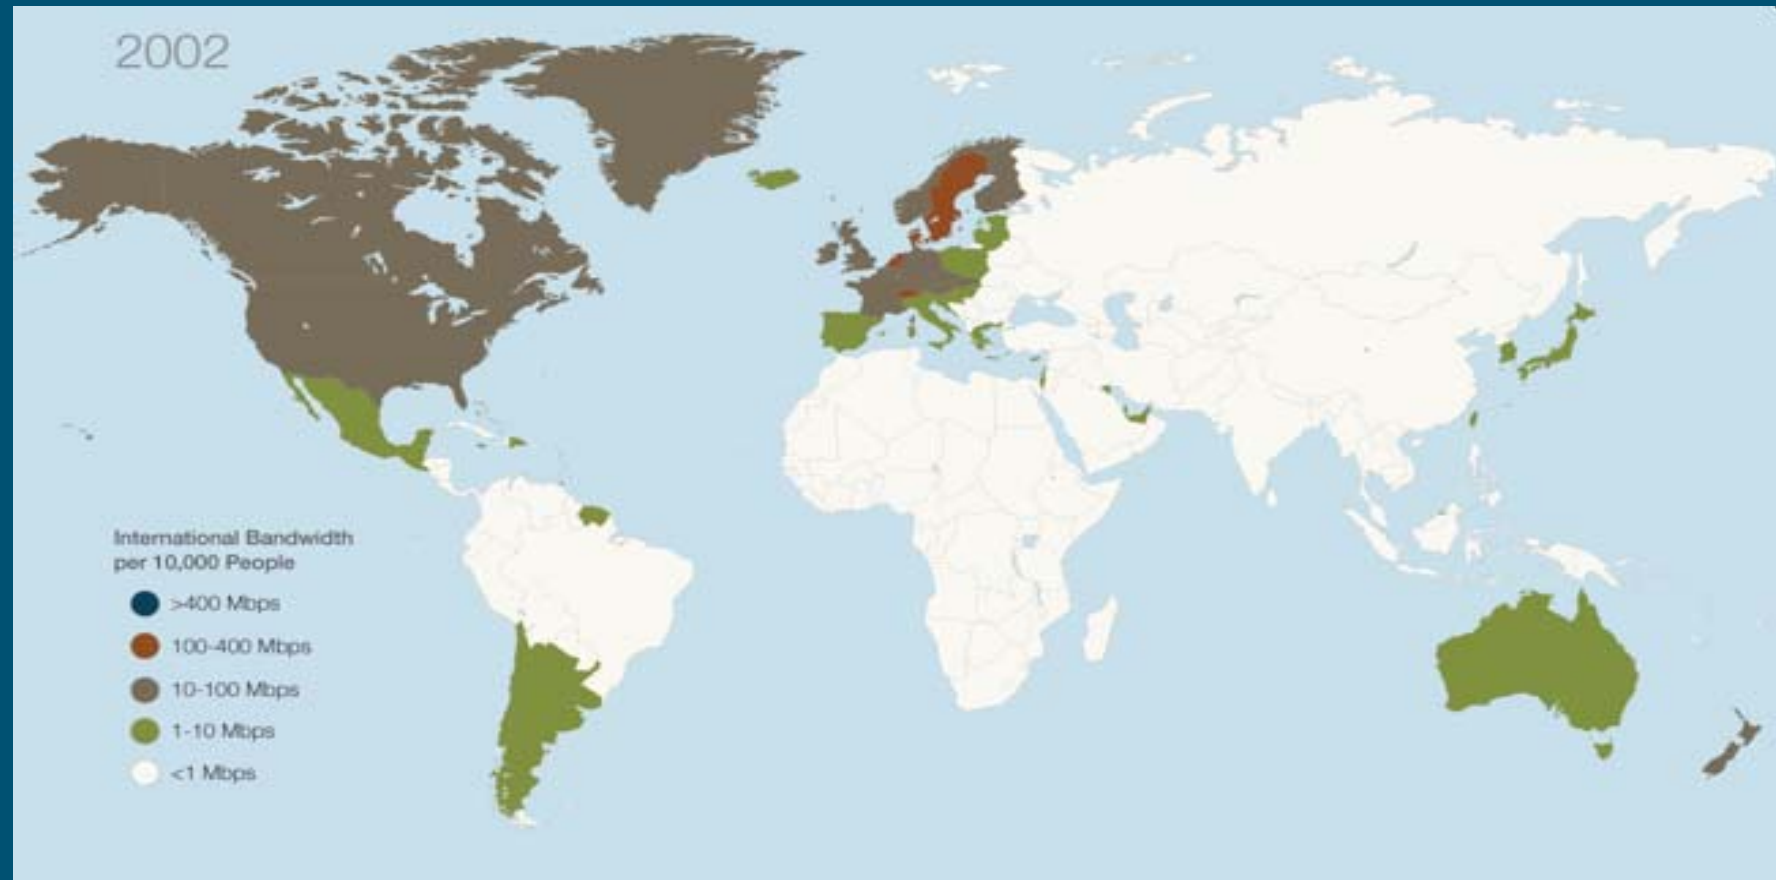 2002
International Bandwidth
per 10,000 People
>400 Mbps
100-400 Mbps
10-100 Mbps
1-10 Mbps
<1 Mbps